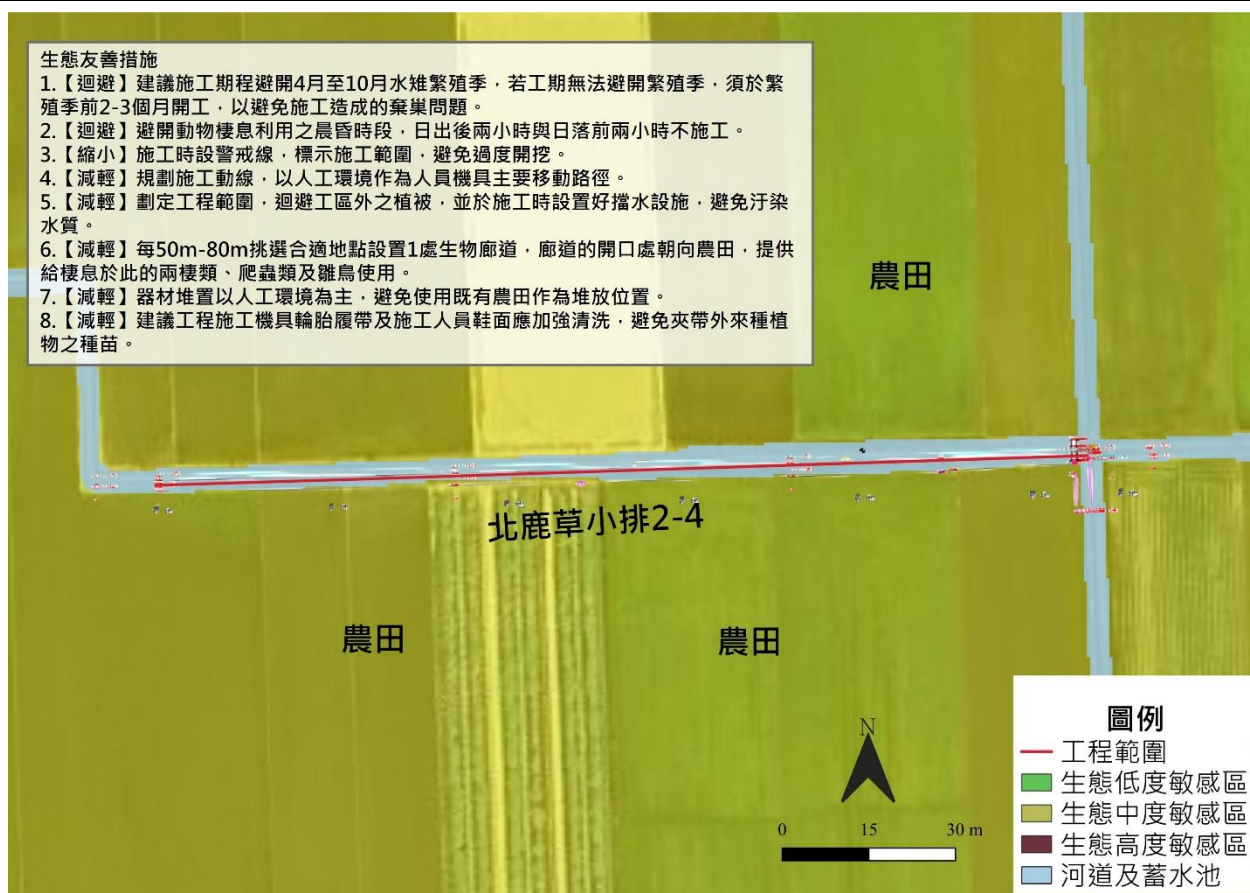 生態友善措施
1.【迴避】建議施工期程避開4月至10月水雉繁殖季，若工期無法避開繁殖季，須於繁
殖季前2-3個月開工，以避免施工造成的棄巢問題。
2.【迴避】避開動物棲息利用之晨昏時段，日出後兩小時與日落前兩小時不施工。
3.【縮小】施工時設警戒線，標示施工範圍，避免過度開挖。
4.【減輕】規劃施工動線，以人工環境作為人員機具主要移動路徑。
5.【減輕】劃定工程範圍，迴避工區外之植被，並於施工時設置好擋水設施，避免汙染
水質。
6.【減輕】每50m-80m挑選合適地點設置1處生物廊道，廊道的開口處朝向農田，提供
給棲息於此的兩棲類、爬蟲類及雛鳥使用。
7.【減輕】器材堆置以人工環境為主，避免使用既有農田作為堆放位置。
8.【減輕】建議工程施工機具輪胎履帶及施工人員鞋面應加強清洗，避免夾帶外來種植
物之種苗。
農田
北鹿草小排2-4
農田
農田
N
0 15 30 m
圖例
工程範圍
生態低度敏感區
生態中度敏感區
生態高度敏感區
河道及蓄水池